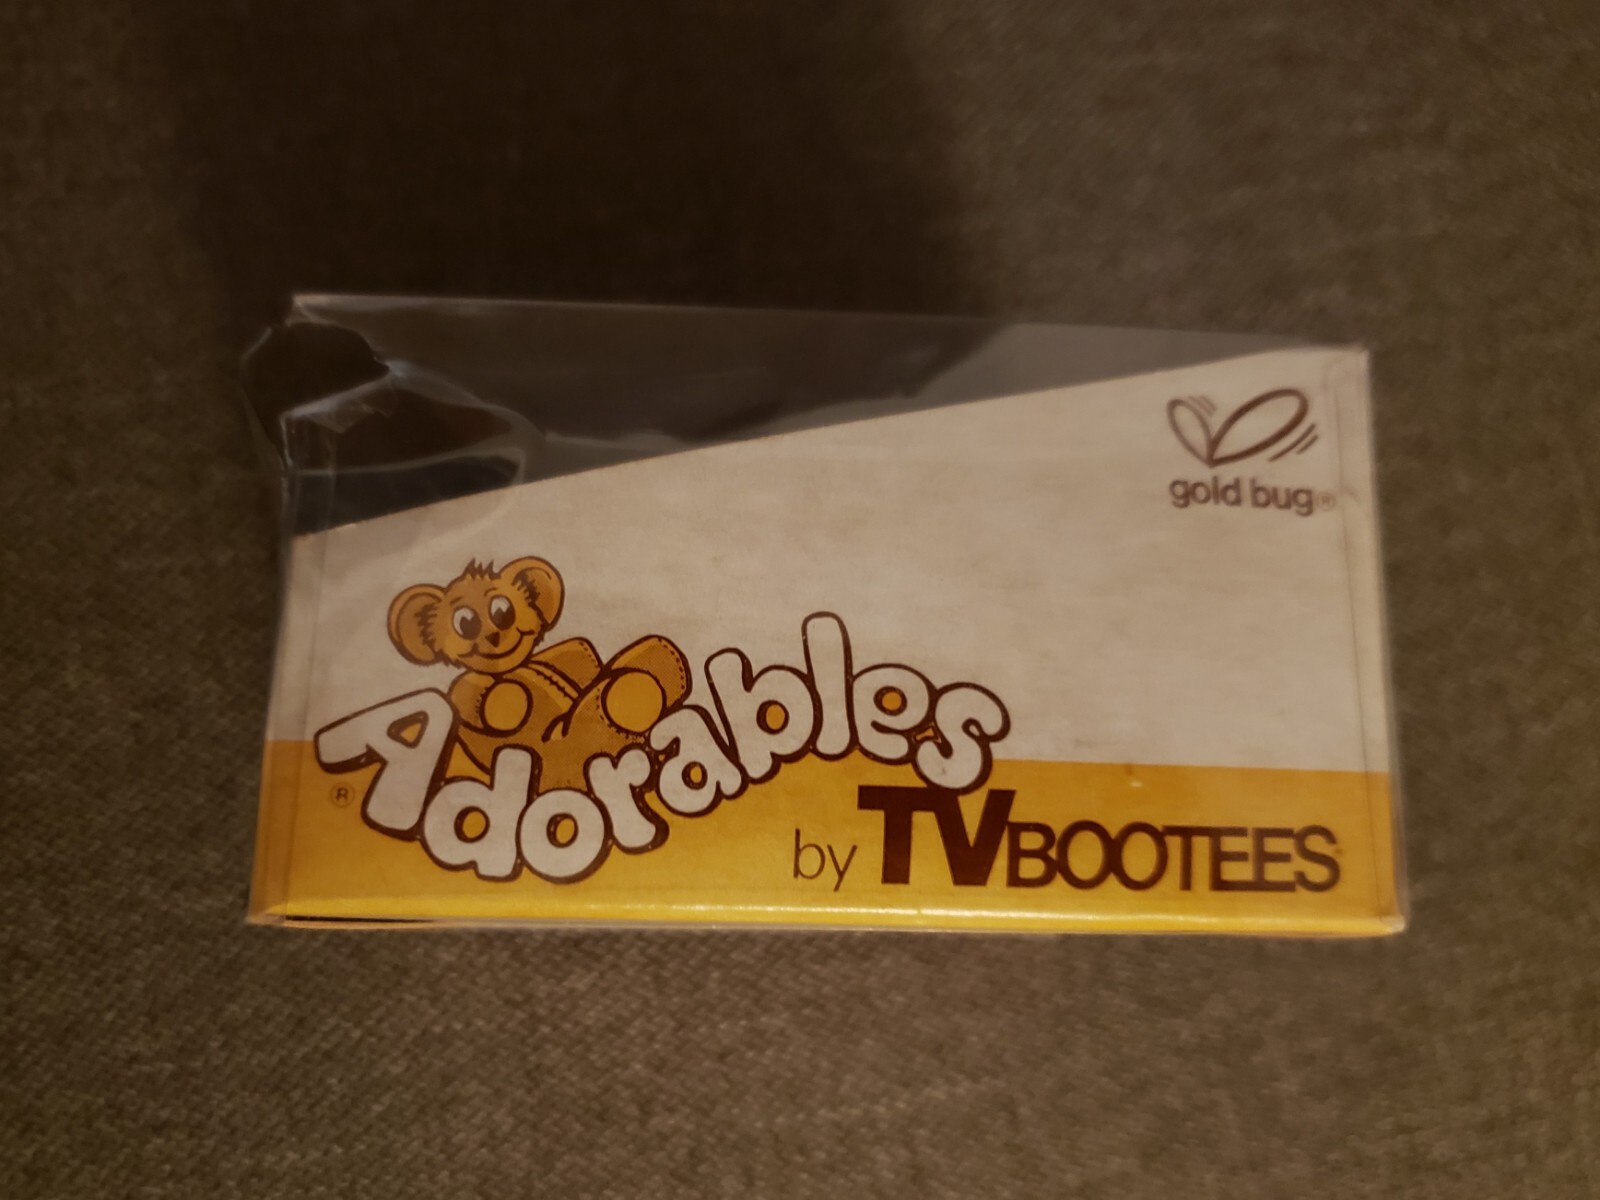 gold bug®
Adorables
®
by TVBOOTEES